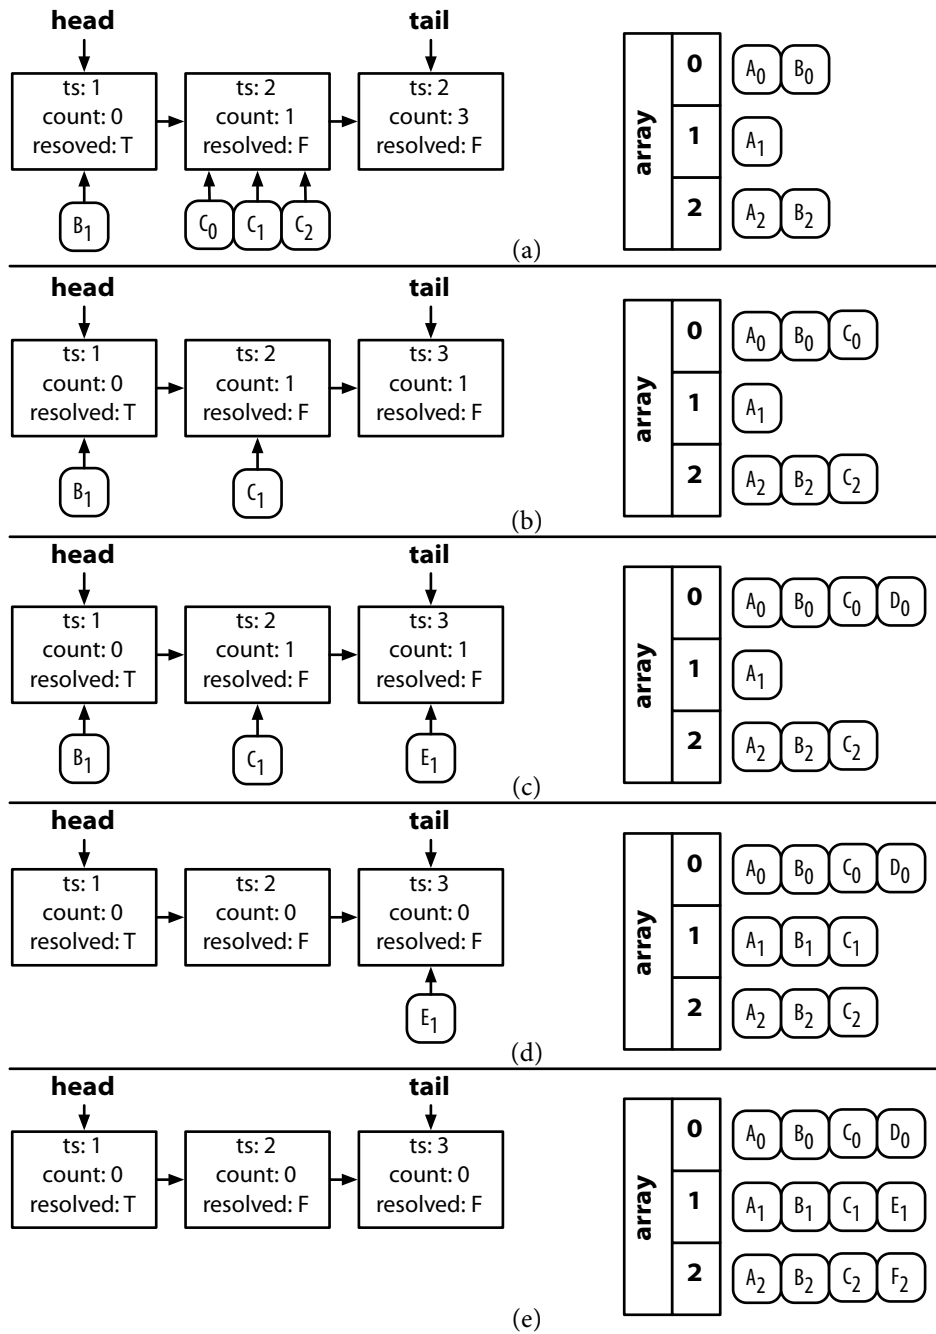 head tail
ts: 1 ts: 2 ts: 2
count: 0 count: 1 count: 3
resoved: T resolved: F resolved: F
B1 C0 C1 C2
array
0 A0 B0
1 A1
2 A2 B2
(a)
head tail
ts: 1 ts: 2 ts: 3
count: 0 count: 1 count: 1
resolved: T resolved: F resolved: F
B1 C1
array
0 A0 B0 C0
1 A1
2 A2 B2 C2
(b)
head tail
ts: 1 ts: 2 ts: 3
count: 0 count: 1 count: 1
resolved: T resolved: F resolved: F
B1 C1 E1
array
0 A0 B0 C0 D0
1 A1
2 A2 B2 C2
(c)
head tail
ts: 1 ts: 2 ts: 3
count: 0 count: 0 count: 0
resolved: T resolved: F resolved: F
E1
array
0 A0 B0 C0 D0
1 A1 B1 C1
2 A2 B2 C2
(d)
head tail
ts: 1 ts: 2 ts: 3
count: 0 count: 0 count: 0
resolved: T resolved: F resolved: F
array
0 A0 B0 C0 D0
1 A1 B1 C1 E1
2 A2 B2 C2 F2
(e)